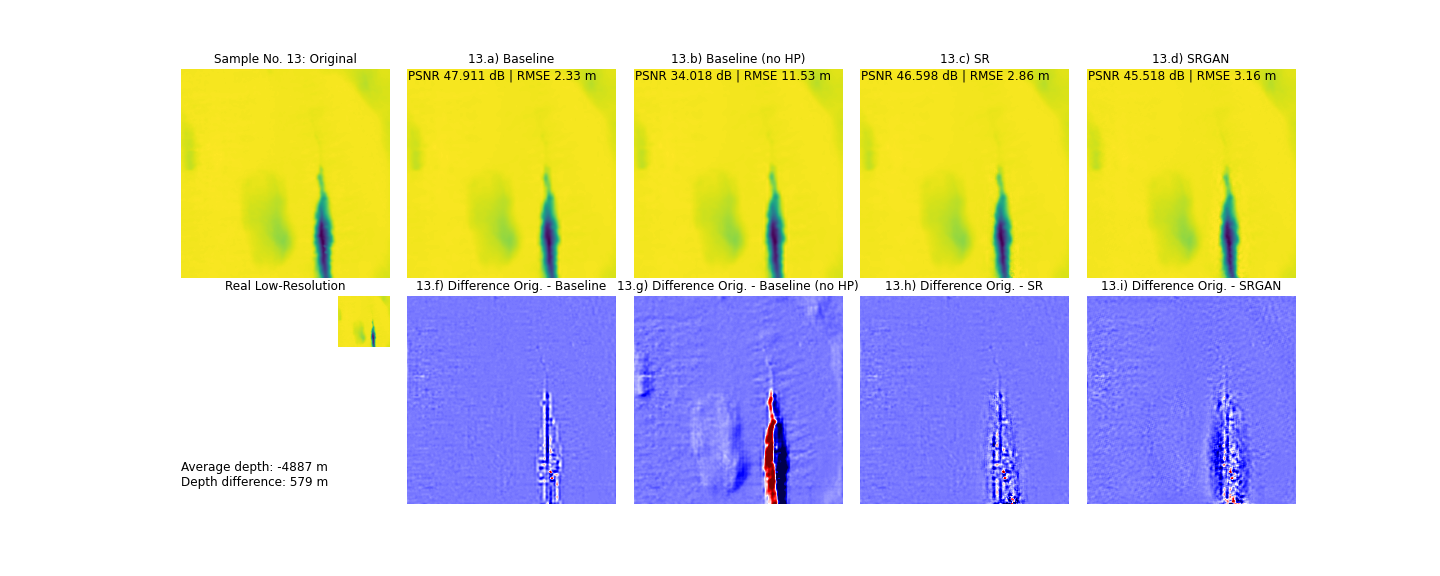 Sample No. 13: Original
13.a) Baseline
13.b) Baseline (no HP)
13.c) SR
13.d) SRGAN
PSNR 47.911 dB | RMSE 2.33 m
PSNR 34.018 dB | RMSE 11.53 m
PSNR 46.598 dB | RMSE 2.86 m
PSNR 45.518 dB | RMSE 3.16 m
Real Low-Resolution
13.f) Difference Orig. - Baseline
13.g) Difference Orig. - Baseline (no HP)
13.h) Difference Orig. - SR
13.i) Difference Orig. - SRGAN
Average depth: -4887 m
Depth difference: 579 m